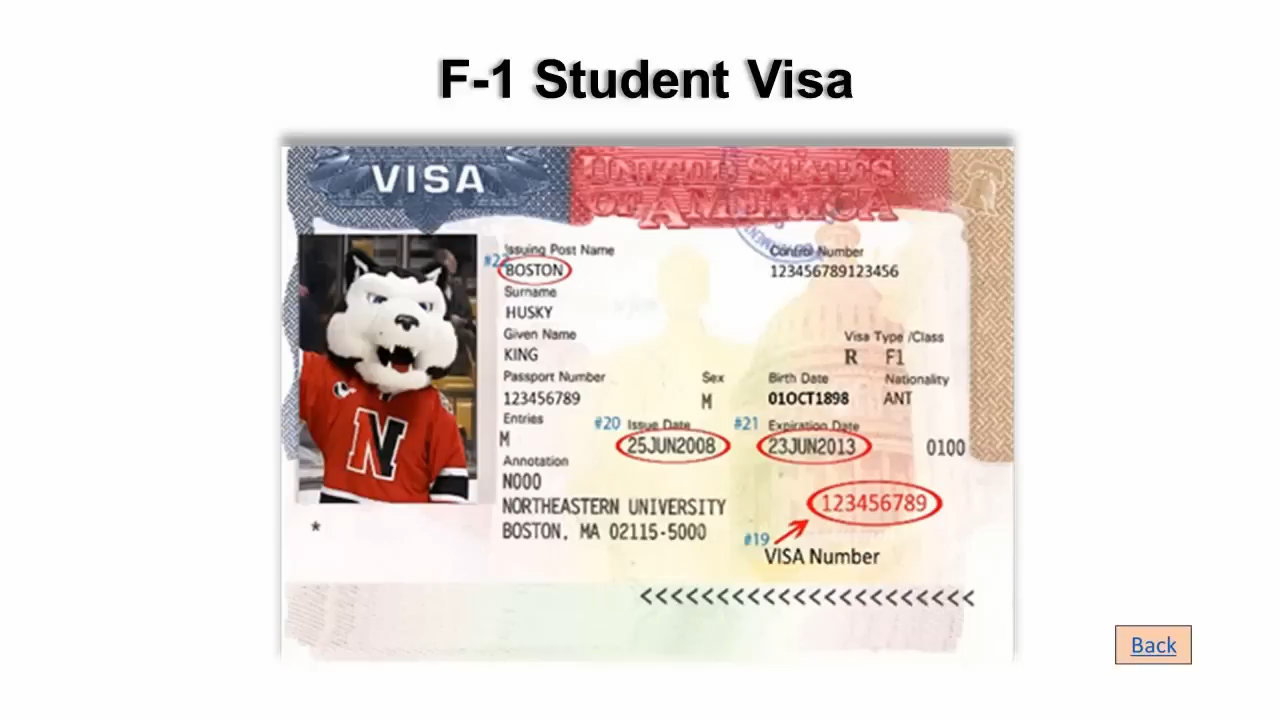 F-1 Student Visa
VISA
UNITED STATES
OF AMERICA
Issuing Post Name
Control Number
#22
BOSTON
123456789123456
Surname
HUSKY
Given Name
Visa Type /Class
KING
R F1
Passport Number
Sex
Birth Date
Nationality
123456789
M
01OCT1898
ANT
Entries
#20 Issue Date
#21 Expiration Date
M
25JUN2008
23JUN2013
0100
Annotation
N000
NORTHEASTERN UNIVERSITY
123456789
BOSTON, MA 02115-5000
*
N
#19
VISA Number
<<<<<<<<<<<<<<<<<<<<<<
Back